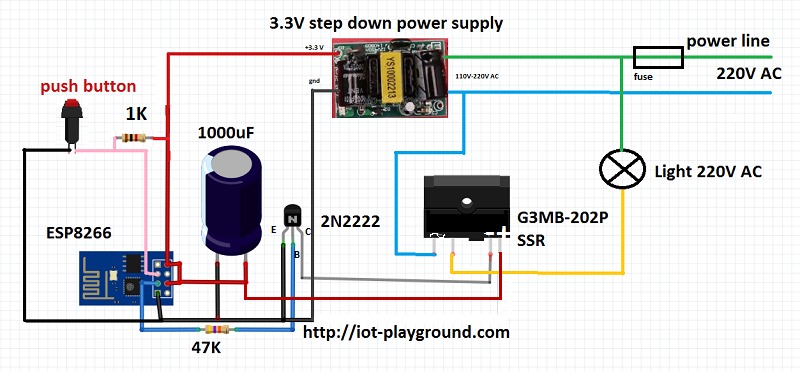 3.3V step down power supply
+3.3 V
power line
push button
gnd
110V-220V AC
fuse
220V AC
YS10002213
1K
1000uF
Light 220V AC
2N2222
E
C
B
N
G3MB-202P
SSR
ESP8266
http://iot-playground.com
47K